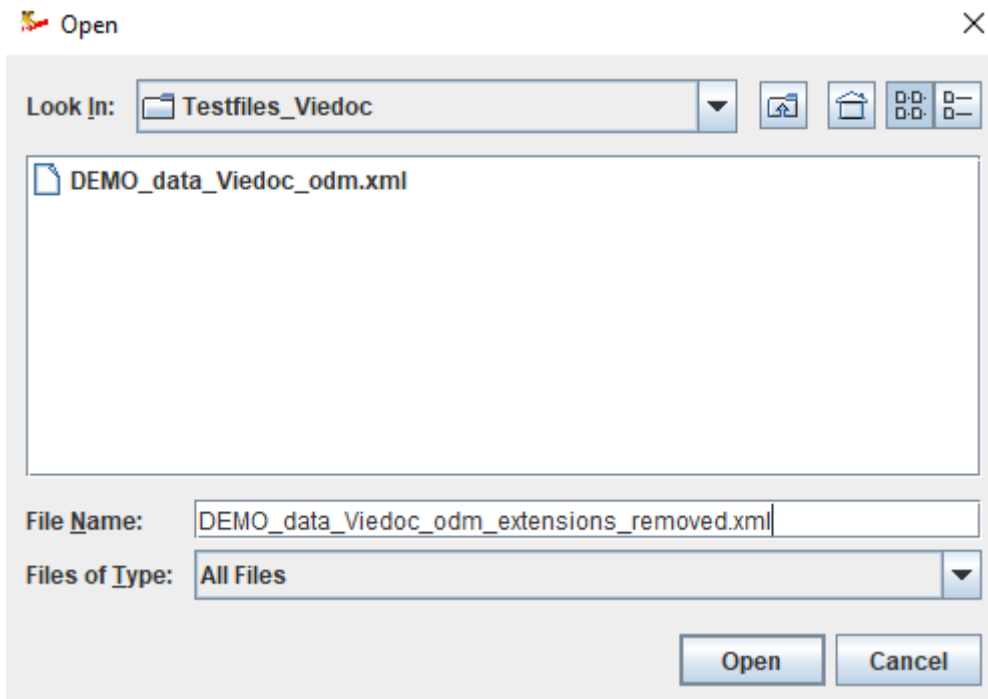 Open
Look In: Testfiles_Viedoc
DEMO_data_Viedoc_odm.xml
File Name: DEMO_data_Viedoc_odm_extensions_removed.xml
Files of Type: All Files
Open Cancel